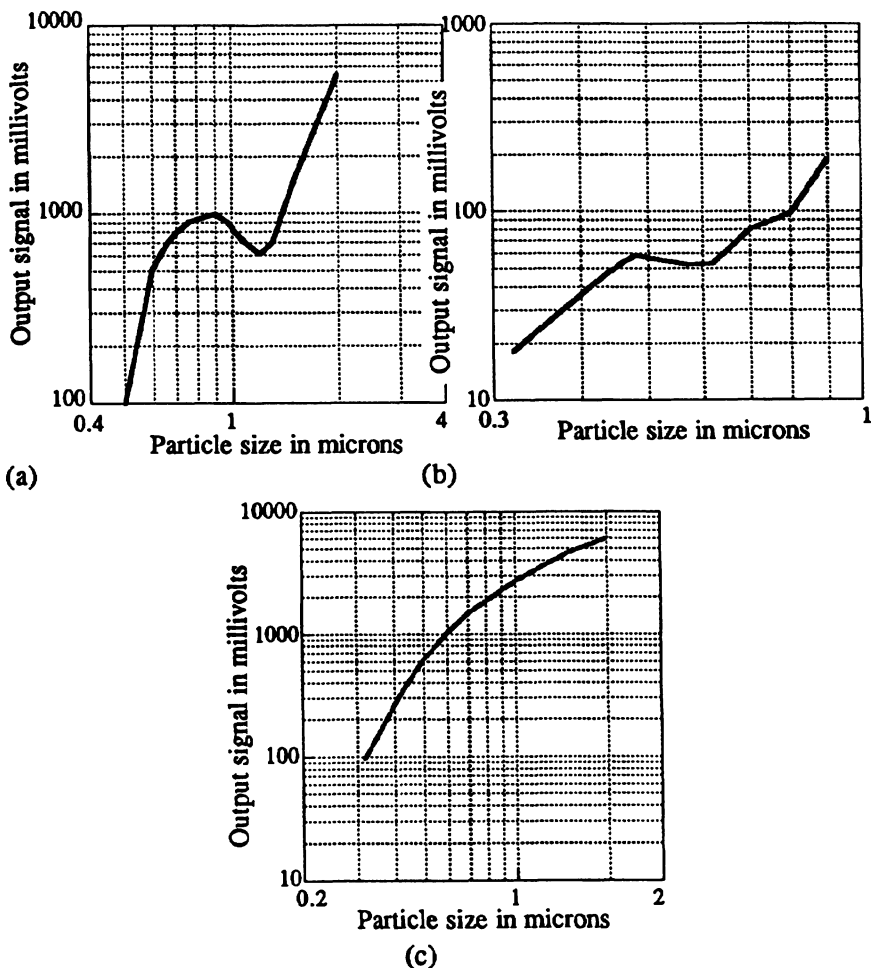 10000
1000
100
Output signal in millivolts
0.4
1
4
Particle size in microns
(a)
1000
100
10
Output signal in millivolts
0.3
1
Particle size in microns
(b)
10000
1000
100
10
Output signal in millivolts
0.2
1
2
Particle size in microns
(c)